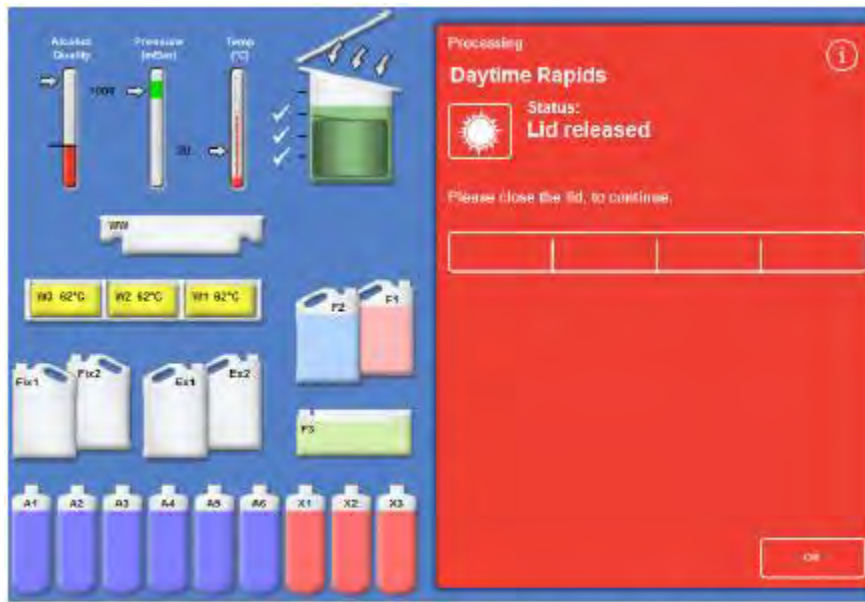 Alcohol Quality
Pressure (mBar)
Temp (°C)
WW
W3 62°C
W2 62°C
W1 62°C
F2
F1
Fix1
Fix2
Ex1
Ex2
F3
A1
A2
A3
A4
A5
A6
X1
X2
X3
Processing
i
Daytime Rapids
Status:
Lid released
Please close the lid, to continue.
OK